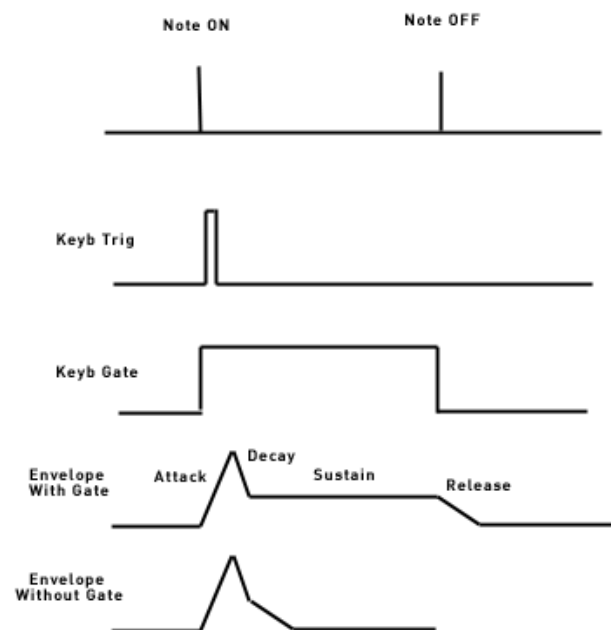 Note ON
Note OFF
Keyb Trig
Keyb Gate
Envelope
With Gate
Attack
Decay
Sustain
Release
Envelope
Without Gate